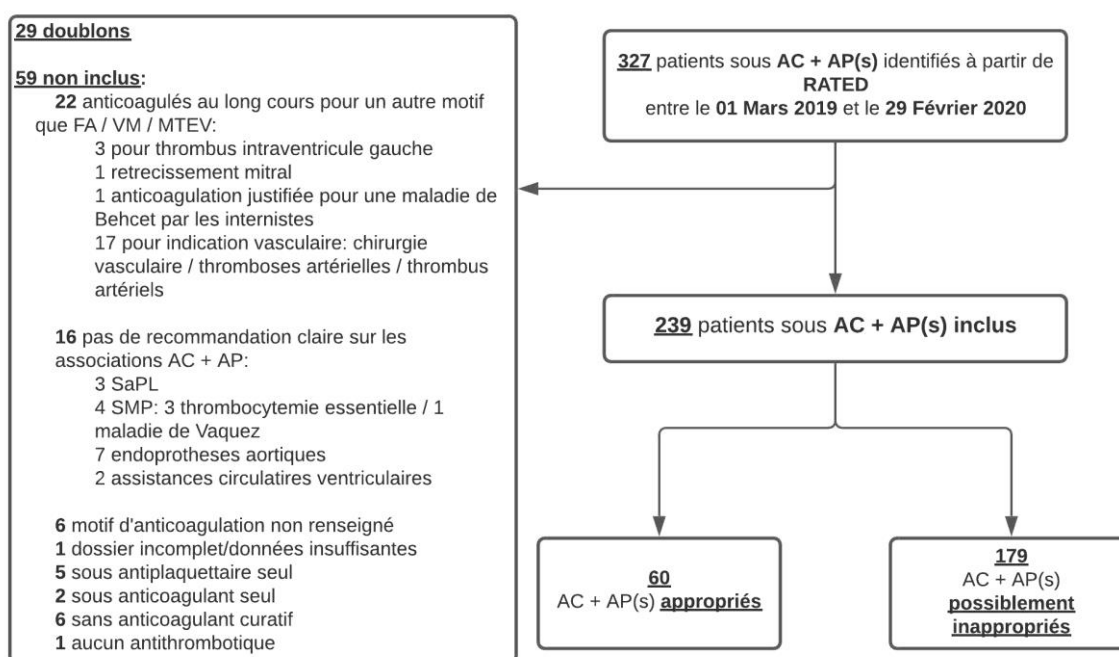 29 doublons
59 non inclus:
22 anticoagulés au long cours pour un autre motif
que FA / VM / MTEV:
3 pour thrombus intraventricule gauche
1 retrecissement mitral
1 anticoagulation justifiée pour une maladie de
Behcet par les internistes
17 pour indication vasculaire: chirurgie
vasculaire / thromboses artérielles / thrombus
artériels
16 pas de recommandation claire sur les
associations AC + AP:
3 SaPL
4 SMP: 3 thrombocytemie essentielle / 1
maladie de Vaquez
7 endoprotheses aortiques
2 assistances circulatires ventriculaires
6 motif d'anticoagulation non renseigné
1 dossier incomplet/données insuffisantes
5 sous antiplaquettaire seul
2 sous anticoagulant seul
6 sans anticoagulant curatif
1 aucun antithrombotique
327 patients sous AC + AP(s) identifiés à partir de
RATED
entre le 01 Mars 2019 et le 29 Février 2020
239 patients sous AC + AP(s) inclus
60
AC + AP(s) appropriés
179
AC + AP(s)
possiblement
inappropriés